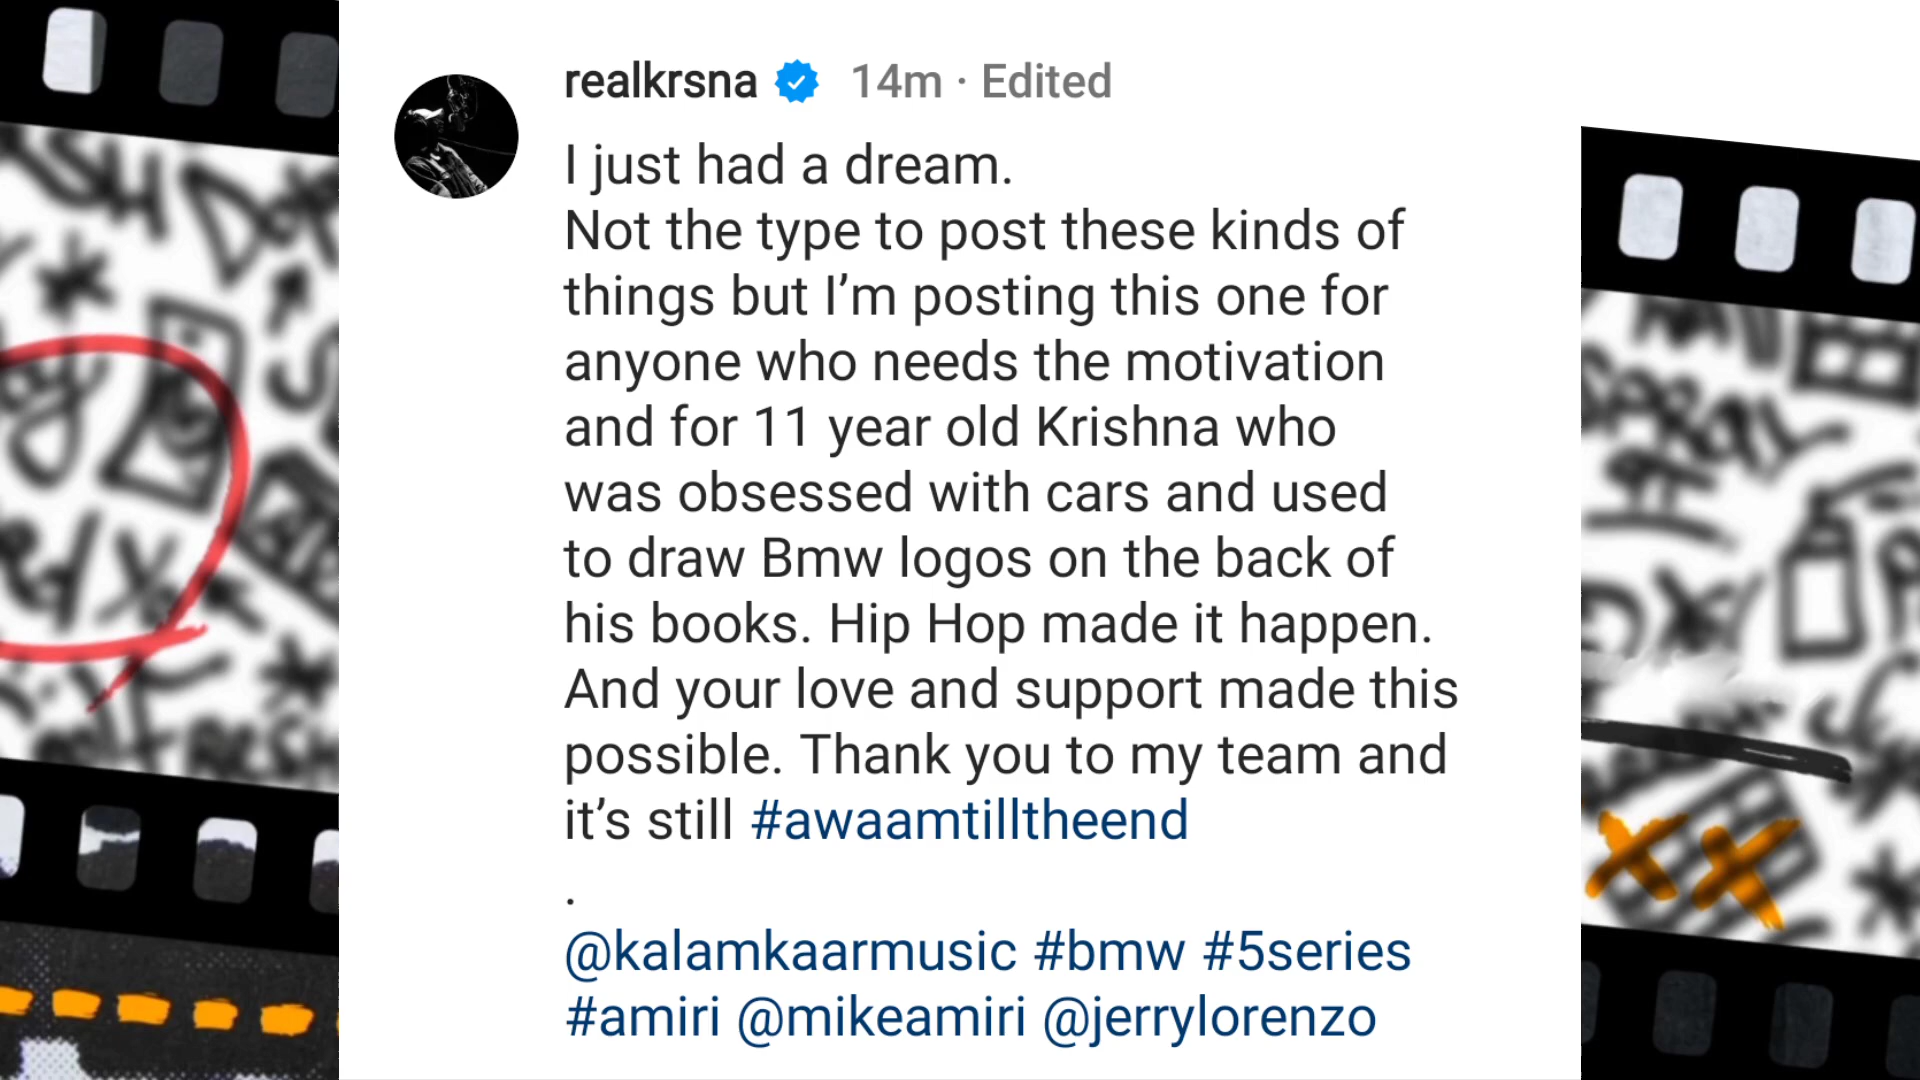 realkrsna 14m · Edited
I just had a dream.
Not the type to post these kinds of
things but I’m posting this one for
anyone who needs the motivation
and for 11 year old Krishna who
was obsessed with cars and used
to draw Bmw logos on the back of
his books. Hip Hop made it happen.
And your love and support made this
possible. Thank you to my team and
it’s still #awaamtilltheend
.
@kalamkaarmusic #bmw #5series
#amiri @mikeamiri @jerrylorenzo